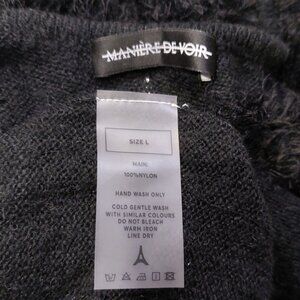 MANIÈRE DE VOIR
SIZE L
MAIN:
100%NYLON
HAND WASH ONLY
COLD GENTLE WASH
WITH SIMILAR COLOURS
DO NOT BLEACH
WARM IRON
LINE DRY